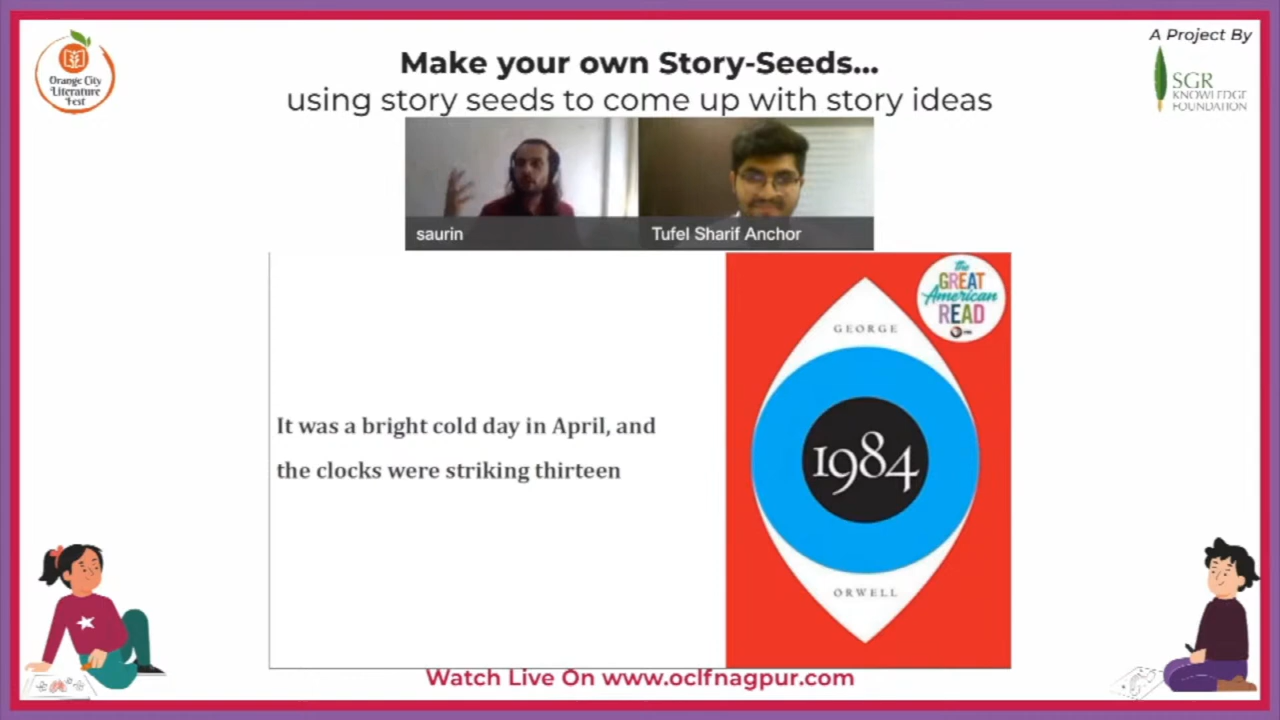 A Project By
Orange City
Literature
Fest
SGR
KNOWLEDGE
FOUNDATION
Make your own Story-Seeds...
using story seeds to come up with story ideas
saurin
Tufel Sharif Anchor
It was a bright cold day in April, and
the clocks were striking thirteen
the
GREAT
American
READ
GEORGE
1984
ORWELL
Watch Live On www.oclfnagpur.com